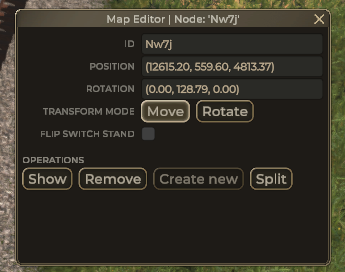 Map Editor | Node: 'Nw7j'
ID Nw7j
POSITION (12615.20, 559.60, 4813.37)
ROTATION (0.00, 128.79, 0.00)
TRANSFORM MODE Move Rotate
FLIP SWITCH STAND
OPERATIONS
Show Remove Create new Split